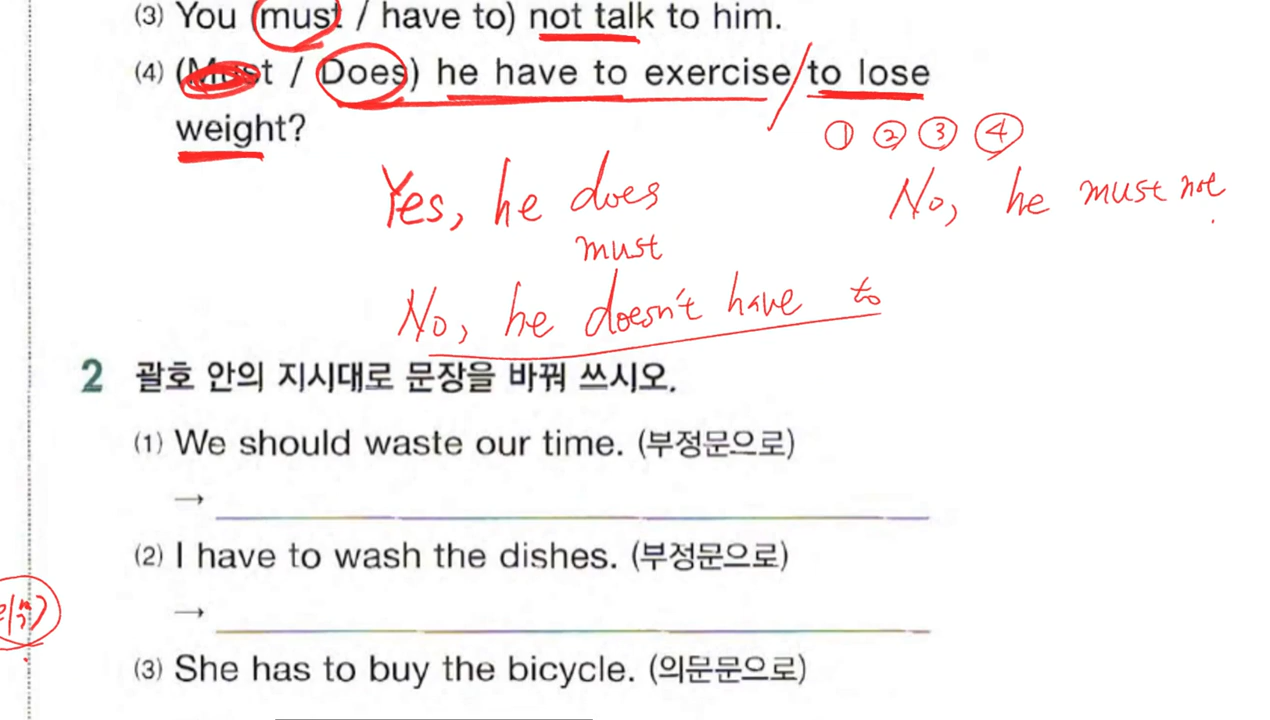 (3) You (must / have to) not talk to him.
(4) (Must / Does) he have to exercise/to lose
weight?
① ② ③ ④
Yes, he does
must
No, he must not
No, he doesn't have to
2 괄호 안의 지시대로 문장을 바꿔 쓰시오.
(1) We should waste our time. (부정문으로)
→
(2) I have to wash the dishes. (부정문으로)
→
(3) She has to buy the bicycle. (의문문으로)